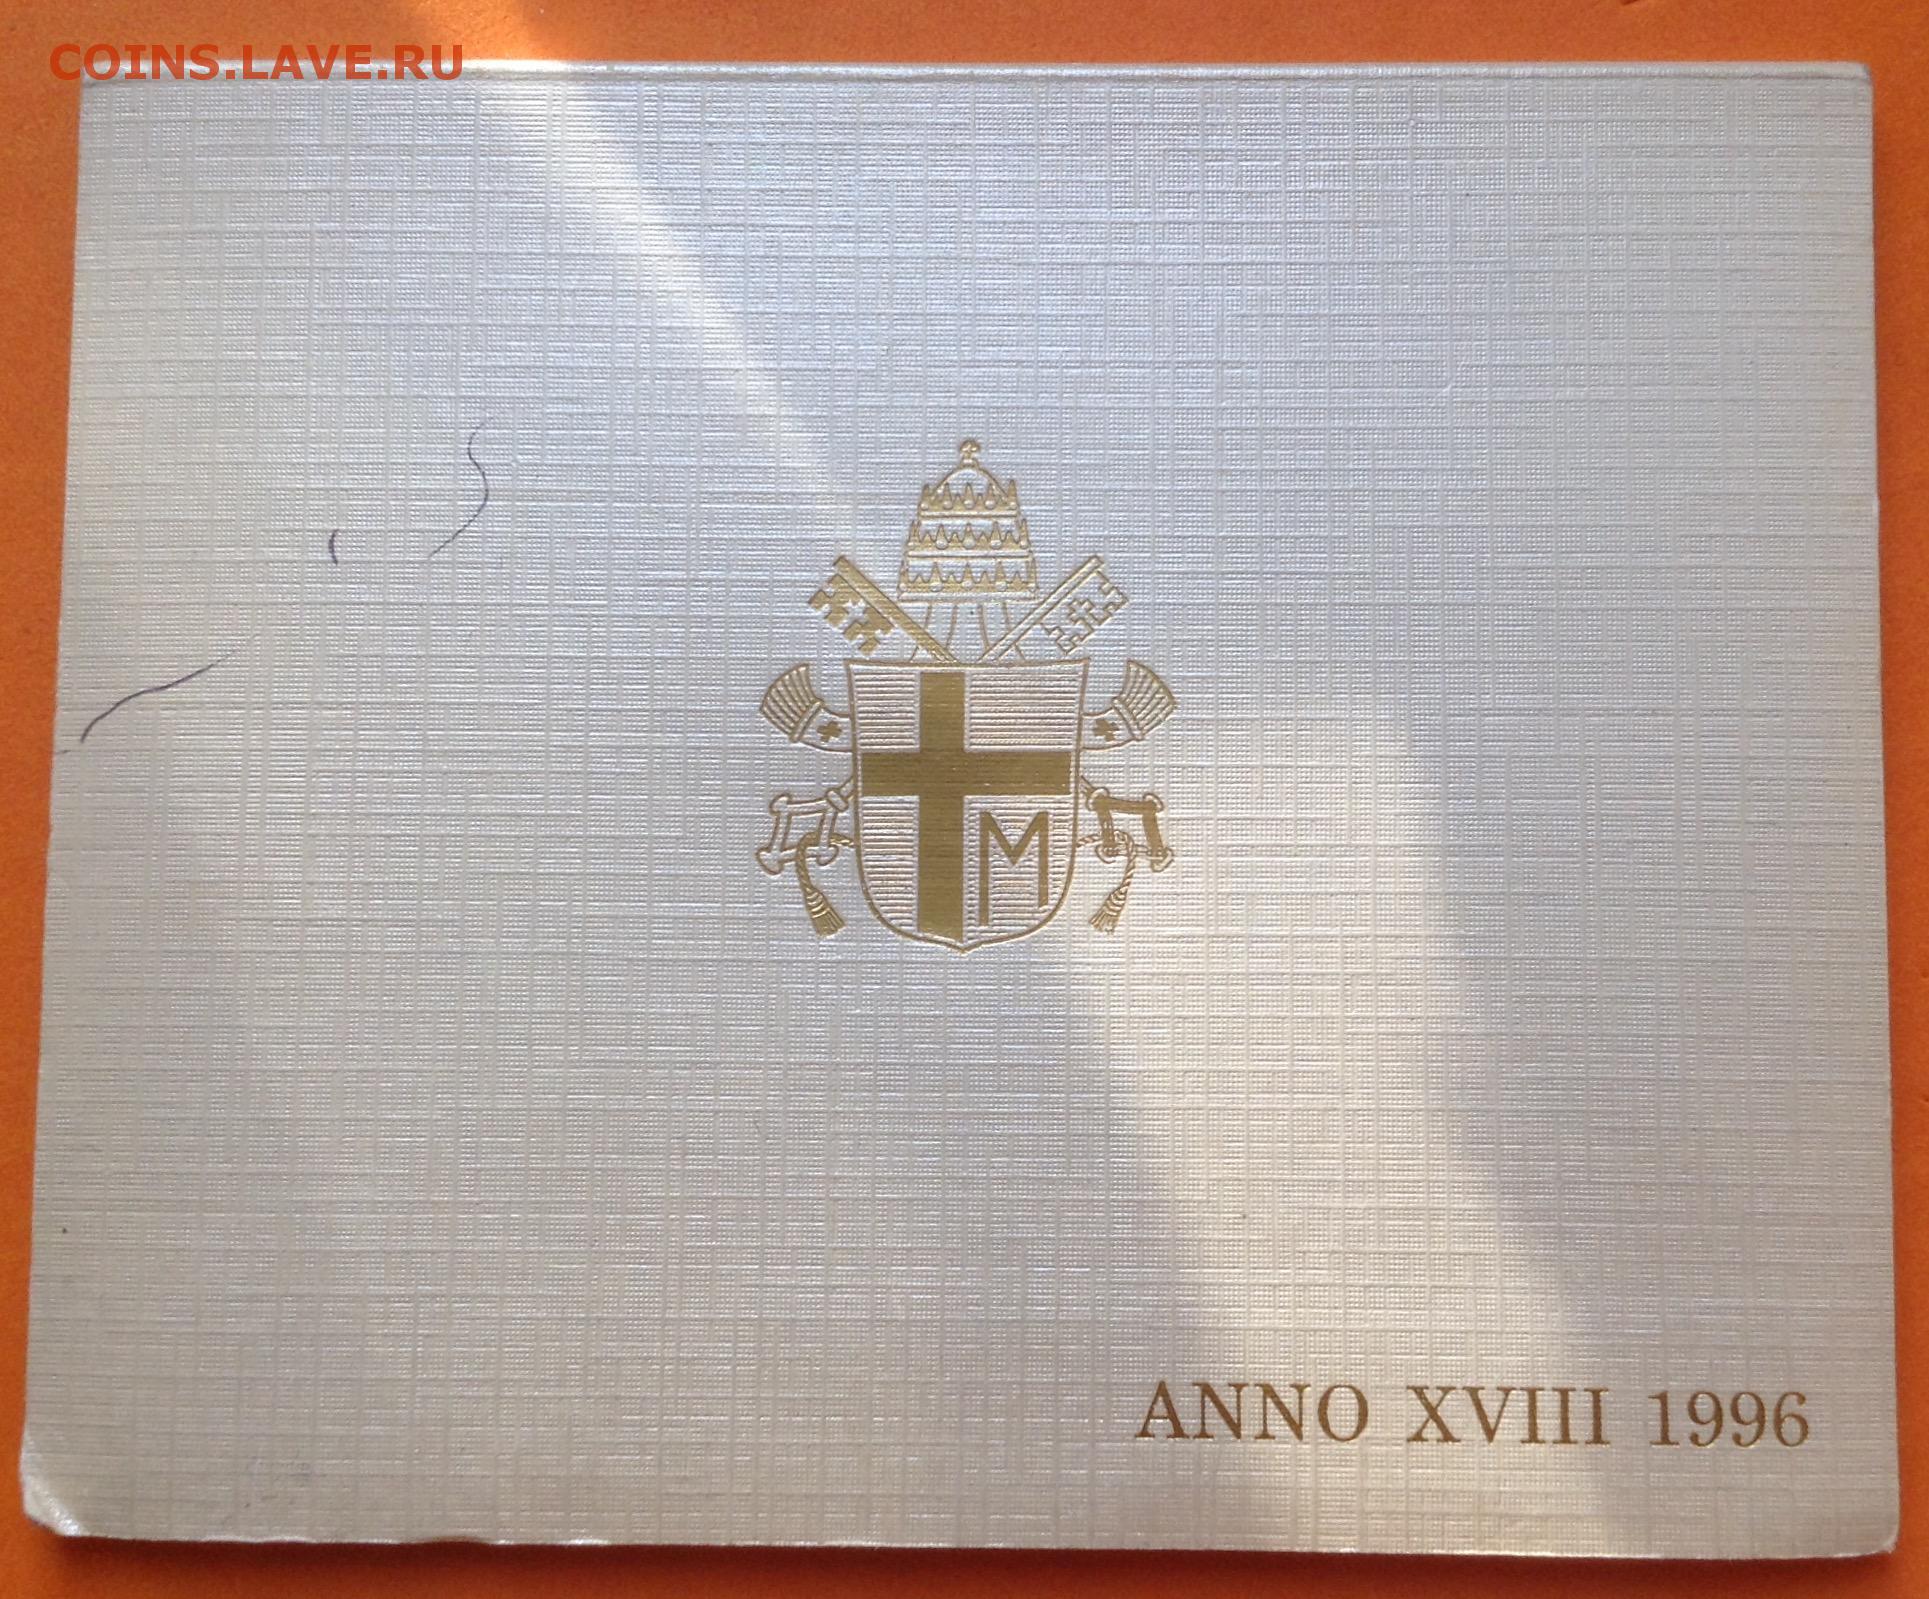 COINS.LAVE.RU
M
ANNO XVIII 1996